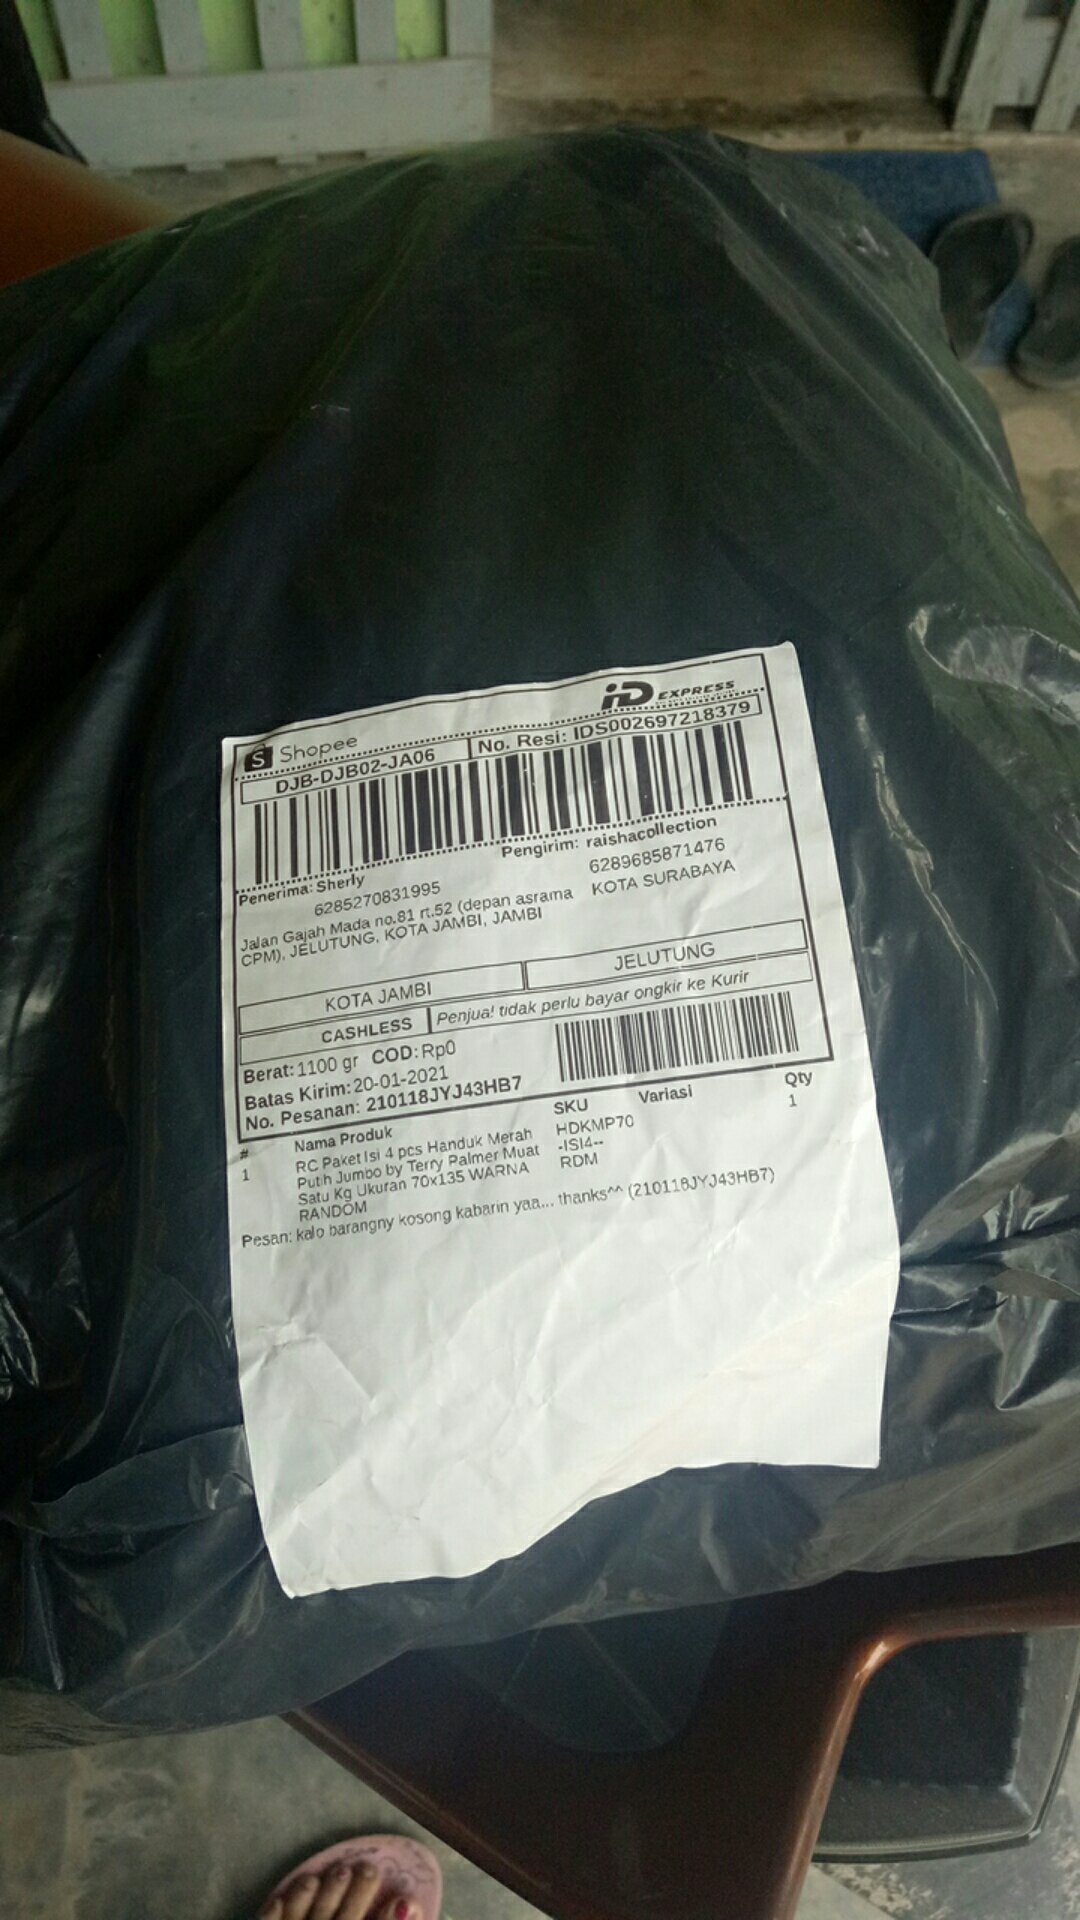 iD EXPRESS
Shopee
DJB-DJB02-JA06
No. Resi: IDS002697218379
Penerima: Sherly
6285270831995
Jalan Gajah Mada no.81 rt.52 (depan asrama
CPM), JELUTUNG, KOTA JAMBI, JAMBI
Pengirim: raishacollection
6289685871476
KOTA SURABAYA
KOTA JAMBI
JELUTUNG
CASHLESS
Penjual tidak perlu bayar ongkir ke Kurir
Berat: 1100 gr COD: Rp0
Batas Kirim: 20-01-2021
No. Pesanan: 210118JYJ43HB7
# Nama Produk SKU Variasi Qty
1 RC Paket Isi 4 pcs Handuk Merah HDKMP70 1
Putih Jumbo by Terry Palmer Muat -ISI4--
Satu Kg Ukuran 70x135 WARNA RDM
RANDOM
Pesan: kalo barangny kosong kabarin yaa... thanks^^ (210118JYJ43HB7)